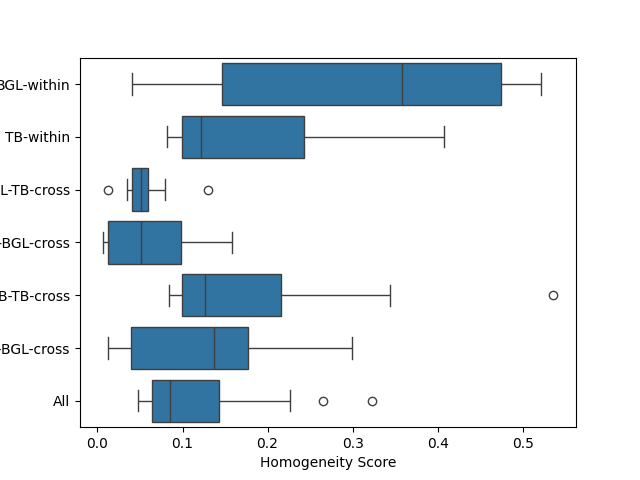 BGL-within
TB-within
L-TB-cross
-BGL-cross
B-TB-cross
-BGL-cross
All
0.0 0.1 0.2 0.3 0.4 0.5
Homogeneity Score